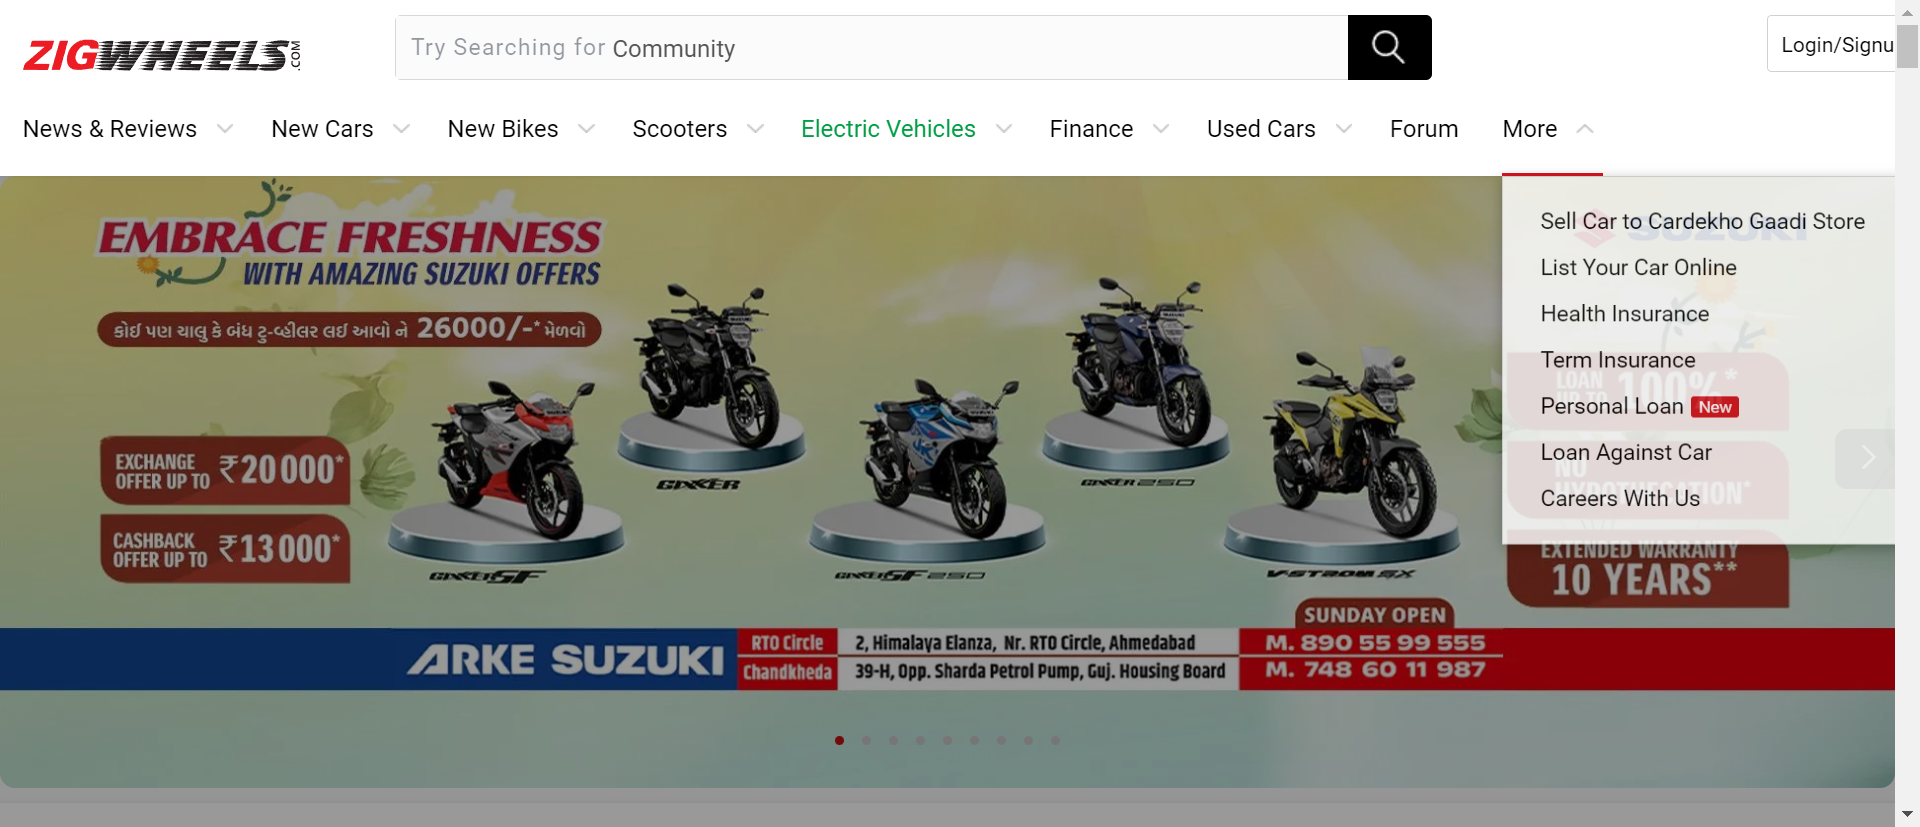 ZIGWHEELS.COM
Try Searching for Community
Login/Signu
News & Reviews
New Cars
New Bikes
Scooters
Electric Vehicles
Finance
Used Cars
Forum
More
Sell Car to Cardekho Gaadi Store
List Your Car Online
Health Insurance
Term Insurance
Personal Loan New
Loan Against Car
Careers With Us
EMBRACE FRESHNESS
WITH AMAZING SUZUKI OFFERS
કોઈ પણ ચાલુ કે બંધ ટુ-વ્હીલર લઈ આવો ને 26000/-* મેળવો
EXCHANGE
OFFER UP TO ₹20000*
CASHBACK
OFFER UP TO ₹13000*
GIXXER
GIXXER 250
GIXXER SF
GIXXER SF 250
V-STROM SX
SUZUKI
LOAN
UP TO 100%*
NO
HYPOTHECATION*
EXTENDED WARRANTY
10 YEARS**
SUNDAY OPEN
ARKE SUZUKI
RTO Circle
2, Himalaya Elanza, Nr. RTO Circle, Ahmedabad
M. 890 55 99 555
Chandkheda
39-H, Opp. Sharda Petrol Pump, Guj. Housing Board
M. 748 60 11 987